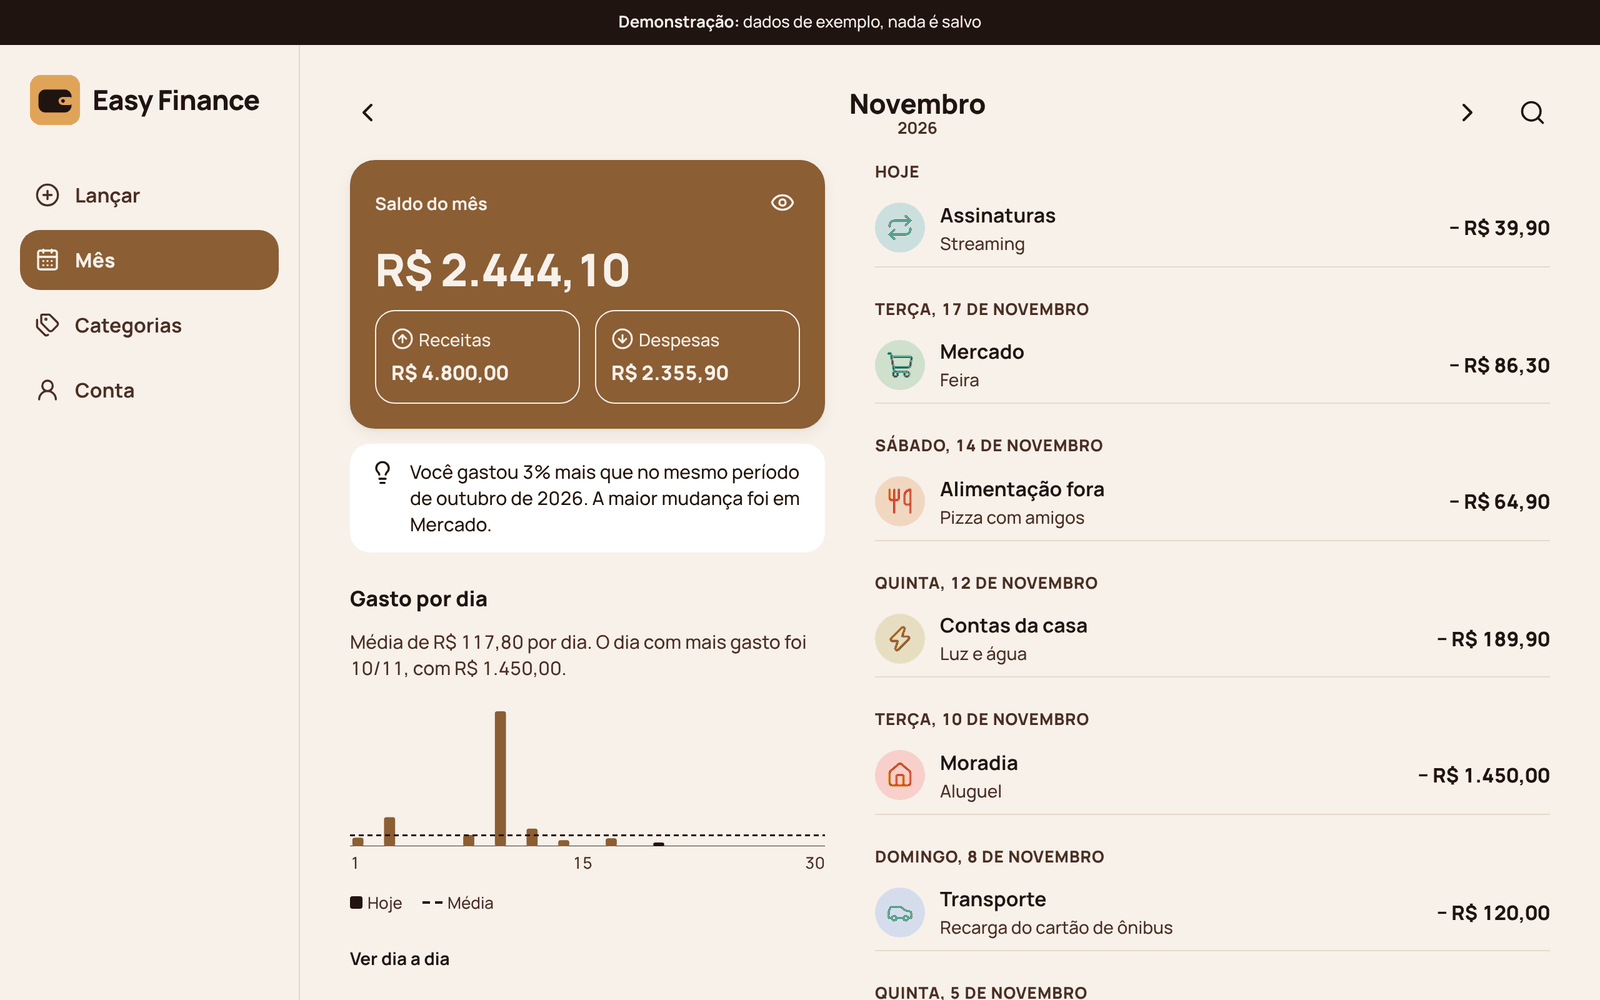 Demonstração: dados de exemplo, nada é salvo
Easy Finance
Lançar
Mês
Categorias
Conta
Novembro
2026
Saldo do mês
R$ 2.444,10
Receitas
R$ 4.800,00
Despesas
R$ 2.355,90
Você gastou 3% mais que no mesmo período
de outubro de 2026. A maior mudança foi em
Mercado.
Gasto por dia
Média de R$ 117,80 por dia. O dia com mais gasto foi
10/11, com R$ 1.450,00.
1 15 30
Hoje Média
Ver dia a dia
HOJE
Assinaturas
Streaming
– R$ 39,90
TERÇA, 17 DE NOVEMBRO
Mercado
Feira
– R$ 86,30
SÁBADO, 14 DE NOVEMBRO
Alimentação fora
Pizza com amigos
– R$ 64,90
QUINTA, 12 DE NOVEMBRO
Contas da casa
Luz e água
– R$ 189,90
TERÇA, 10 DE NOVEMBRO
Moradia
Aluguel
– R$ 1.450,00
DOMINGO, 8 DE NOVEMBRO
Transporte
Recarga do cartão de ônibus
– R$ 120,00
QUINTA, 5 DE NOVEMBRO